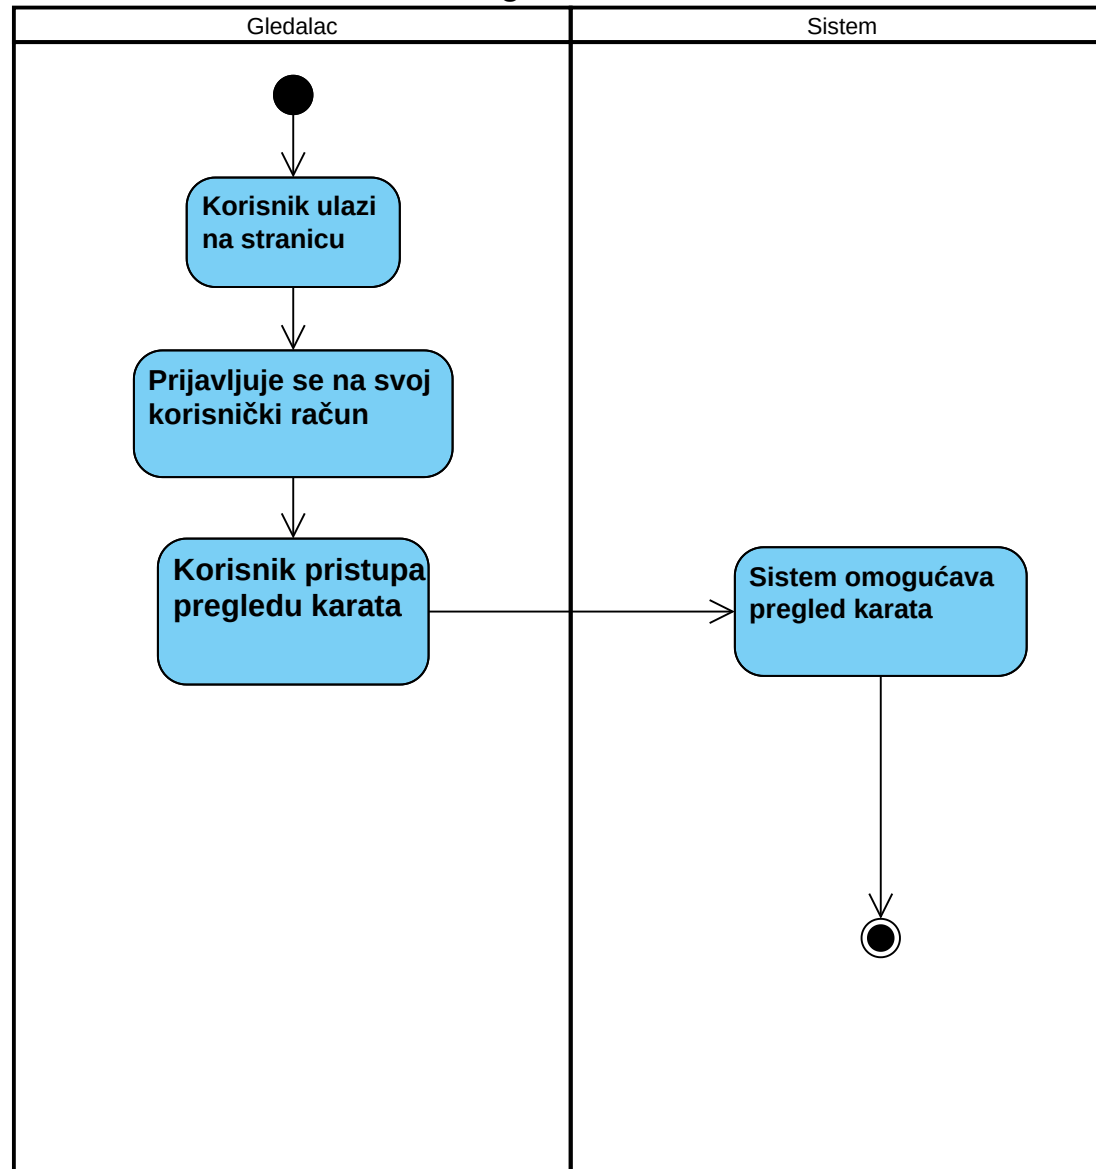 Gledalac
Sistem
Korisnik ulazi
na stranicu
Prijavljuje se na svoj
korisnički račun
Korisnik pristupa
pregledu karata
Sistem omogućava
pregled karata